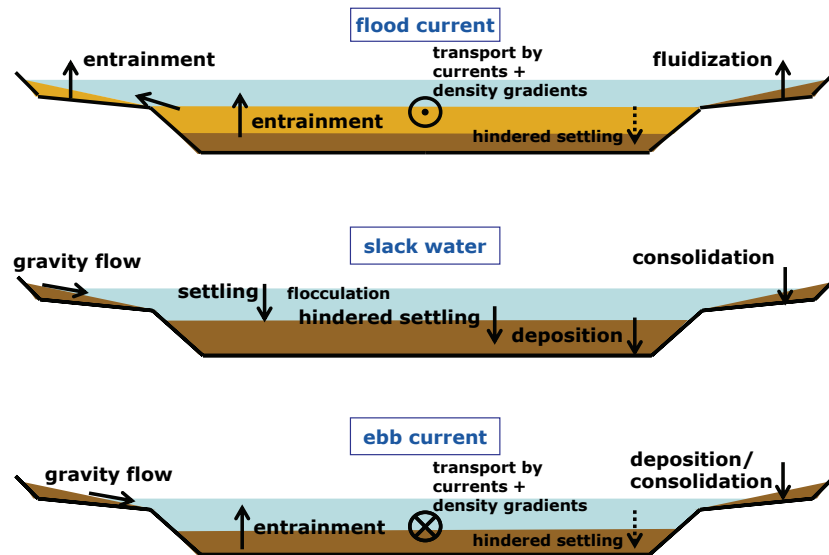 flood current
entrainment
transport by
currents +
density gradients
fluidization
entrainment
hindered settling
slack water
gravity flow
consolidation
settling
flocculation
hindered settling
deposition
ebb current
gravity flow
transport by
currents +
density gradients
deposition/
consolidation
entrainment
hindered settling